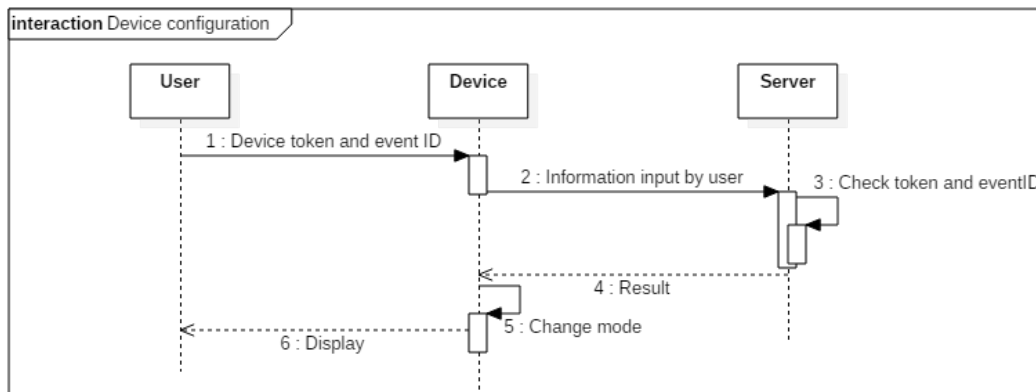 interaction Device configuration
User
Device
Server
1 : Device token and event ID
2 : Information input by user
3 : Check token and eventID
4 : Result
5 : Change mode
6 : Display